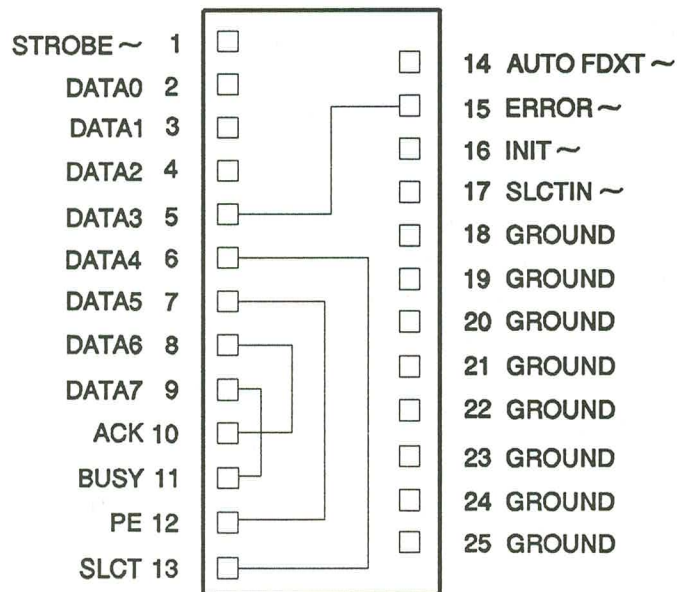 STROBE~ 1
DATA0 2
DATA1 3
DATA2 4
DATA3 5
DATA4 6
DATA5 7
DATA6 8
DATA7 9
ACK 10
BUSY 11
PE 12
SLCT 13
14 AUTO FDXT~
15 ERROR~
16 INIT~
17 SLCTIN~
18 GROUND
19 GROUND
20 GROUND
21 GROUND
22 GROUND
23 GROUND
24 GROUND
25 GROUND